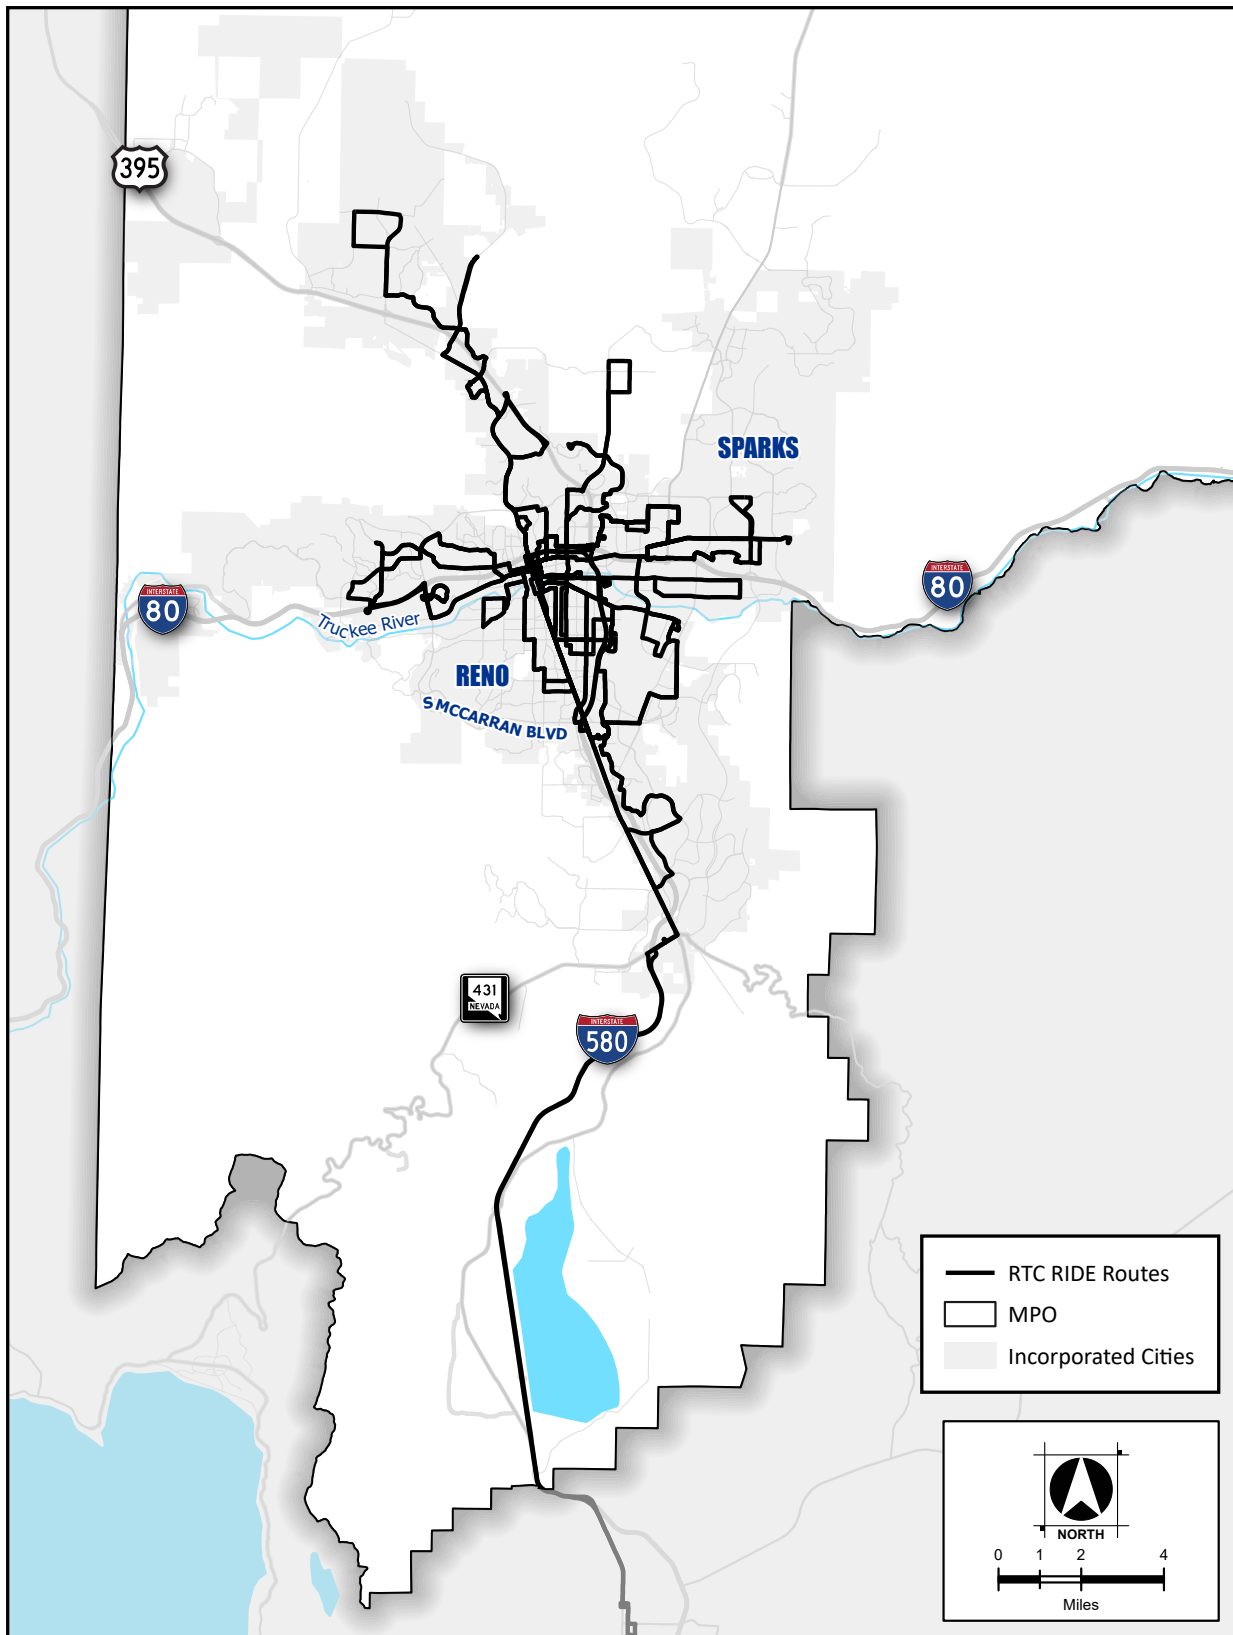 395
SPARKS
INTERSTATE
80
INTERSTATE
80
Truckee River
RENO
S MCCARRAN BLVD
431
NEVADA
INTERSTATE
580
RTC RIDE Routes
MPO
Incorporated Cities
NORTH
0 1 2 4
Miles